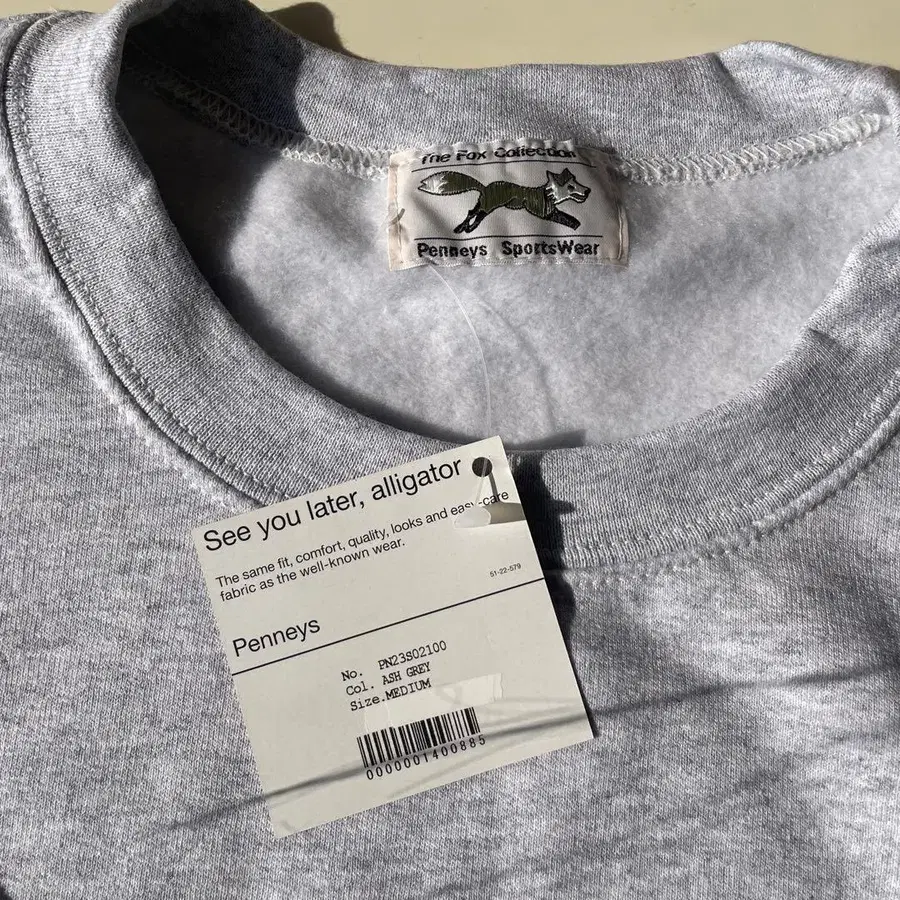 The Fox Collection
Penneys SportsWear
See you later, alligator
The same fit, comfort, quality, looks and easy-care
fabric as the well-known wear.
51-22-579
Penneys
No. PN23S02100
Col. ASH GREY
Size.MEDIUM
0000001400885